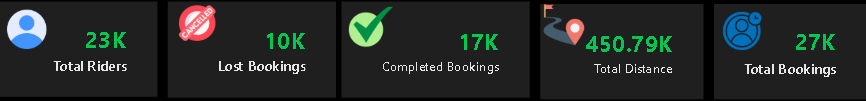 23K
Total Riders
CANCELLED
10K
Lost Bookings
17K
Completed Bookings
450.79K
Total Distance
27K
Total Bookings